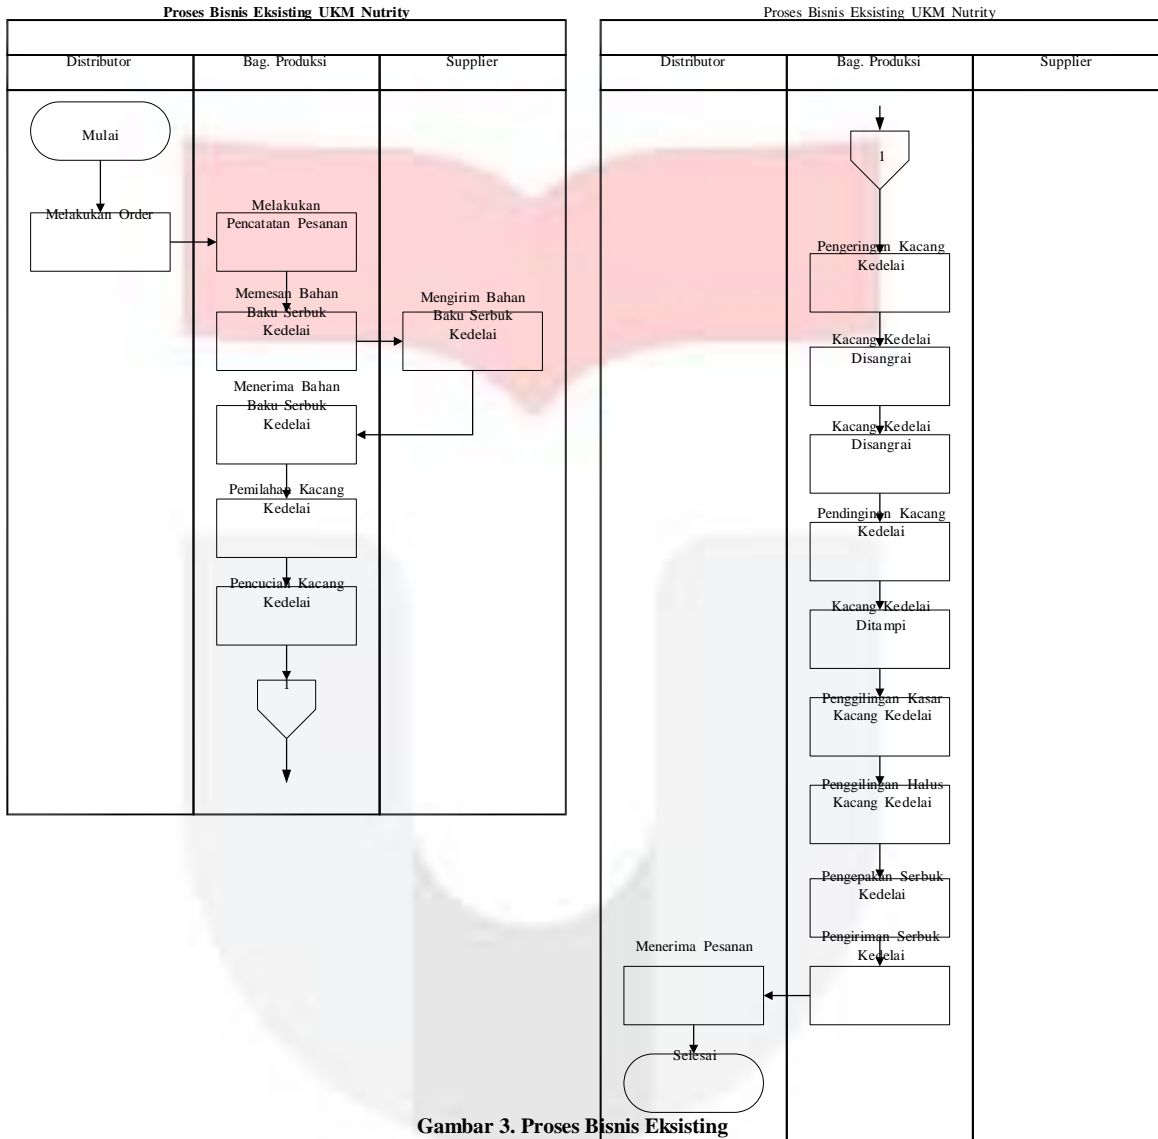 Proses Bisnis Eksisting UKM Nutrity
Distributor
Bag. Produksi
Supplier
Mulai
Melakukan Order
Melakukan
Pencatatan Pesanan
Memesan Bahan
Baku Serbuk
Kedelai
Mengirim Bahan
Baku Serbuk
Kedelai
Menerima Bahan
Baku Serbuk
Kedelai
Pemilahan Kacang
Kedelai
Pencucian Kacang
Kedelai
1
Proses Bisnis Eksisting UKM Nutrity
Distributor
Bag. Produksi
Supplier
1
Pengeringan Kacang
Kedelai
Kacang Kedelai
Disangrai
Kacang Kedelai
Disangrai
Pendinginan Kacang
Kedelai
Kacang Kedelai
Ditampi
Penggilingan Kasar
Kacang Kedelai
Penggilingan Halus
Kacang Kedelai
Pengepakan Serbuk
Kedelai
Pengiriman Serbuk
Kedelai
Menerima Pesanan
Selesai
Gambar 3. Proses Bisnis Eksisting